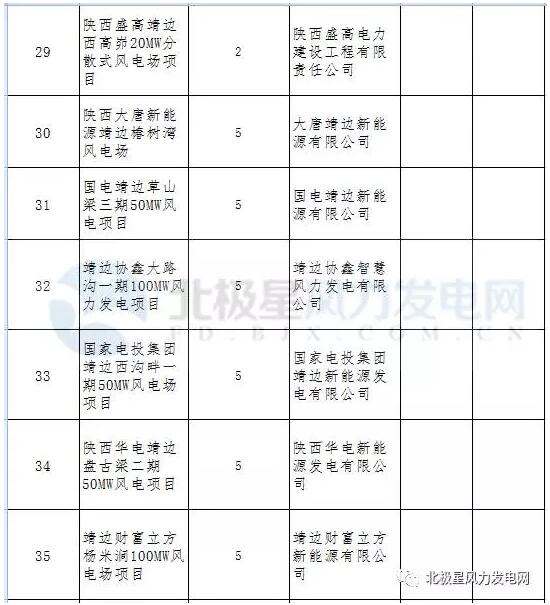 29
陕西盛高靖边
西高峁20MW分
散式风电场项
目
2
陕西盛高电力
建设工程有限
责任公司
30
陕西大唐新能
源靖边椿树湾
风电场
5
大唐靖边新能
源有限公司
31
国电靖边草山
梁三期50MW风
电项目
5
国电靖边新能
源有限公司
32
靖边协鑫大路
沟一期100MW风
力发电项目
5
靖边协鑫智慧
风力发电有限
公司
33
国家电投集团
靖边西沟畔一
期50MW风电场
项目
5
国家电投集团
靖边新能源发
电有限公司
34
陕西华电靖边
盘古梁二期
50MW风电项目
5
陕西华电新能
源发电有限公
司
35
靖边财富立方
杨米涧100MW风
电场项目
5
靖边财富立方
新能源有限公
司
北极星风力发电网
FD.BJX.COM.CN
北极星风力发电网